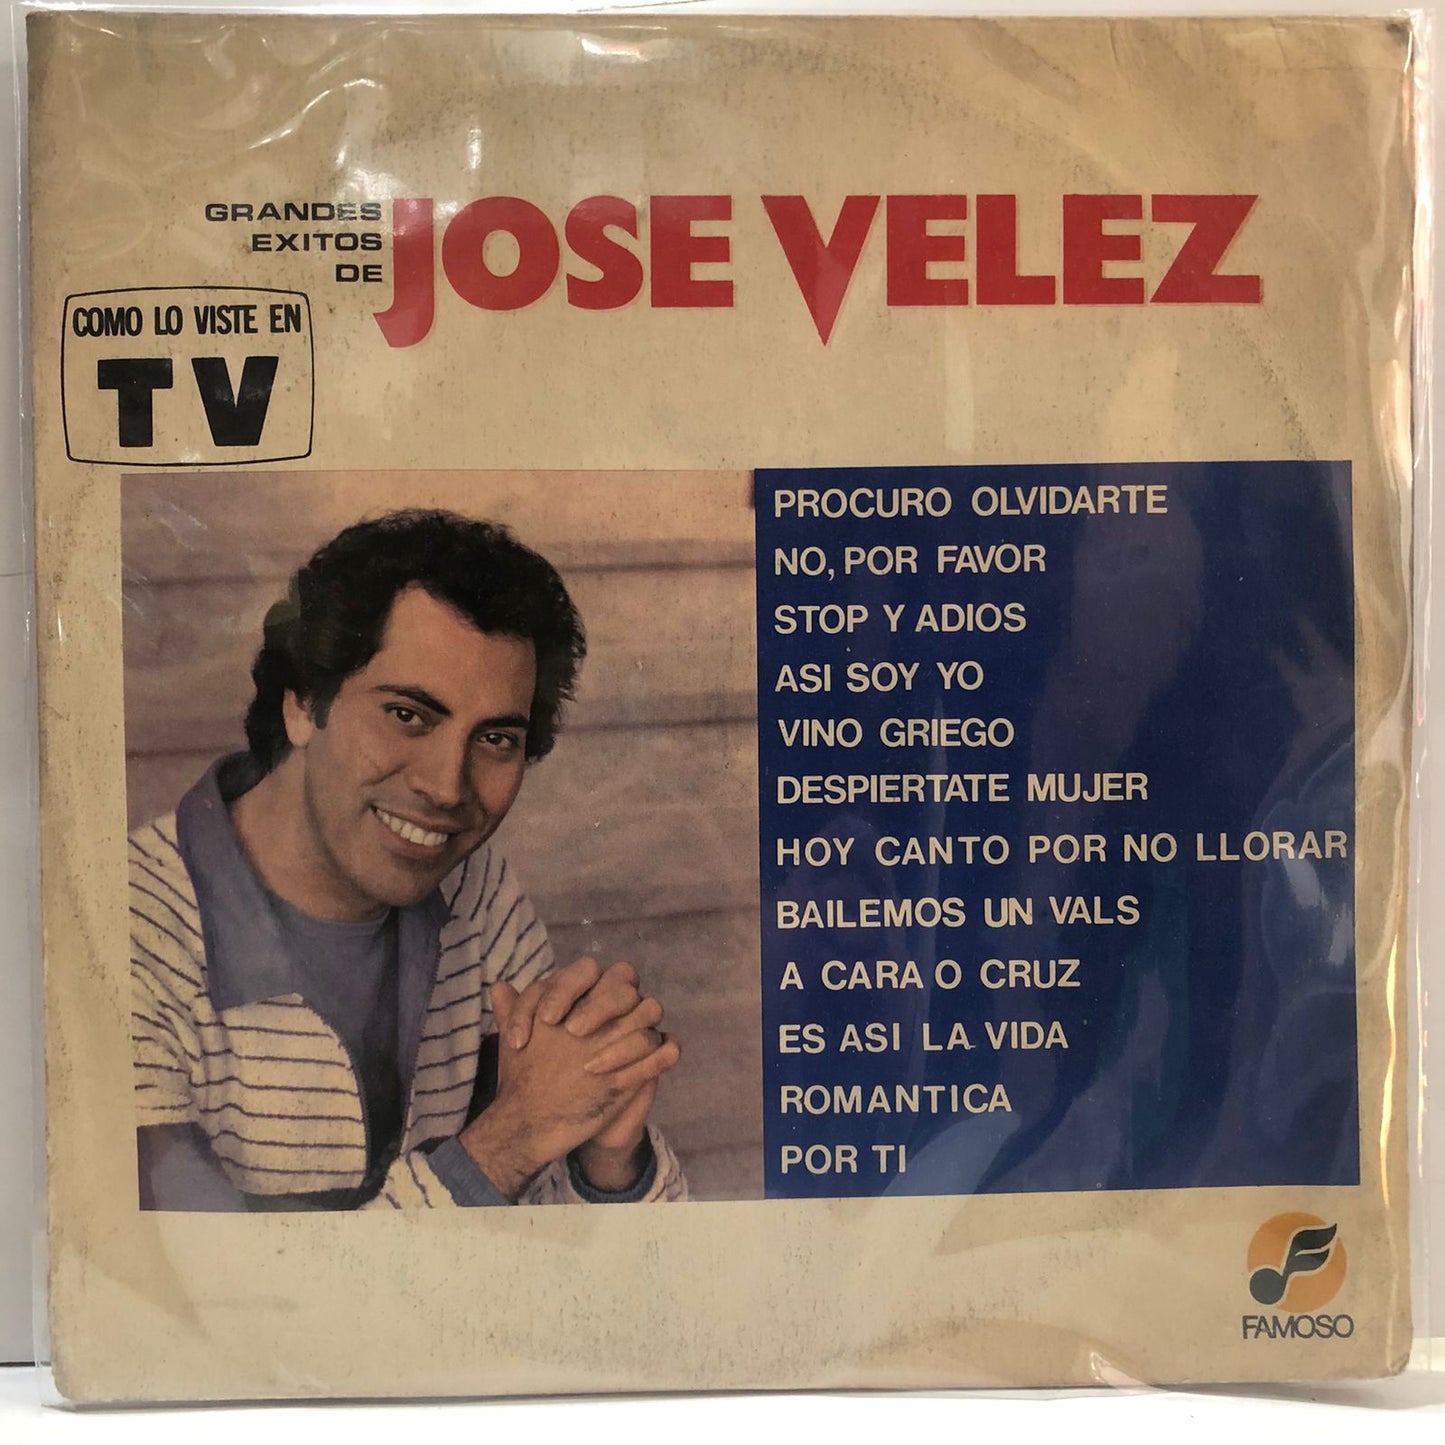 GRANDES
EXITOS
DE
JOSE VELEZ
COMO LO VISTE EN
TV
PROCURO OLVIDARTE
NO, POR FAVOR
STOP Y ADIOS
ASI SOY YO
VINO GRIEGO
DESPIERTATE MUJER
HOY CANTO POR NO LLORAR
BAILEMOS UN VALS
A CARA O CRUZ
ES ASI LA VIDA
ROMANTICA
POR TI
FAMOSO